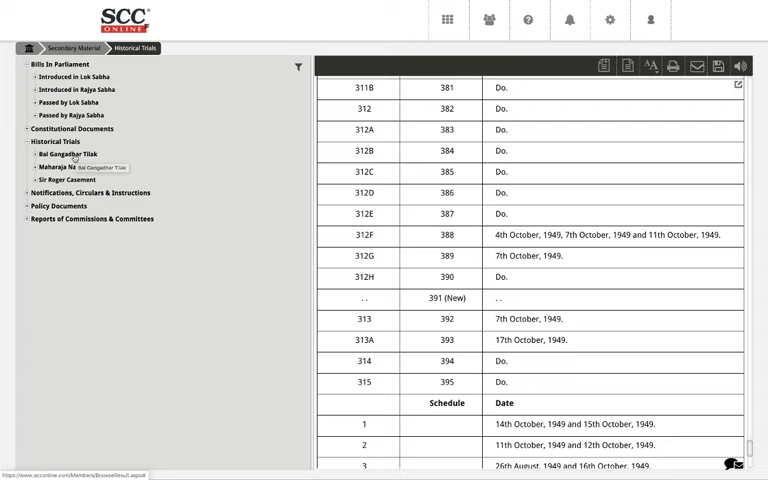 SCC®
ONLINE®
Secondary Material
Historical Trials
Bills In Parliament
Introduced in Lok Sabha
Introduced in Rajya Sabha
Passed by Lok Sabha
Passed by Rajya Sabha
Constitutional Documents
Historical Trials
Bal Gangadhar Tilak
Maharaja Na
Bal Gangadhar Tilak
Sir Roger Casement
Notifications, Circulars & Instructions
Policy Documents
Reports of Commissions & Committees
311B 381 Do.
312 382 Do.
312A 383 Do.
312B 384 Do.
312C 385 Do.
312D 386 Do.
312E 387 Do.
312F 388 4th October, 1949, 7th October, 1949 and 11th October, 1949.
312G 389 7th October, 1949.
312H 390 Do.
. . 391 (New) . .
313 392 7th October, 1949.
313A 393 17th October, 1949.
314 394 Do.
315 395 Do.
Schedule Date
1 14th October, 1949 and 15th October, 1949.
2 11th October, 1949 and 12th October, 1949.
3 26th August, 1949 and 16th October, 1949.
https://www.scconline.com/Members/BrowseResult.aspx#